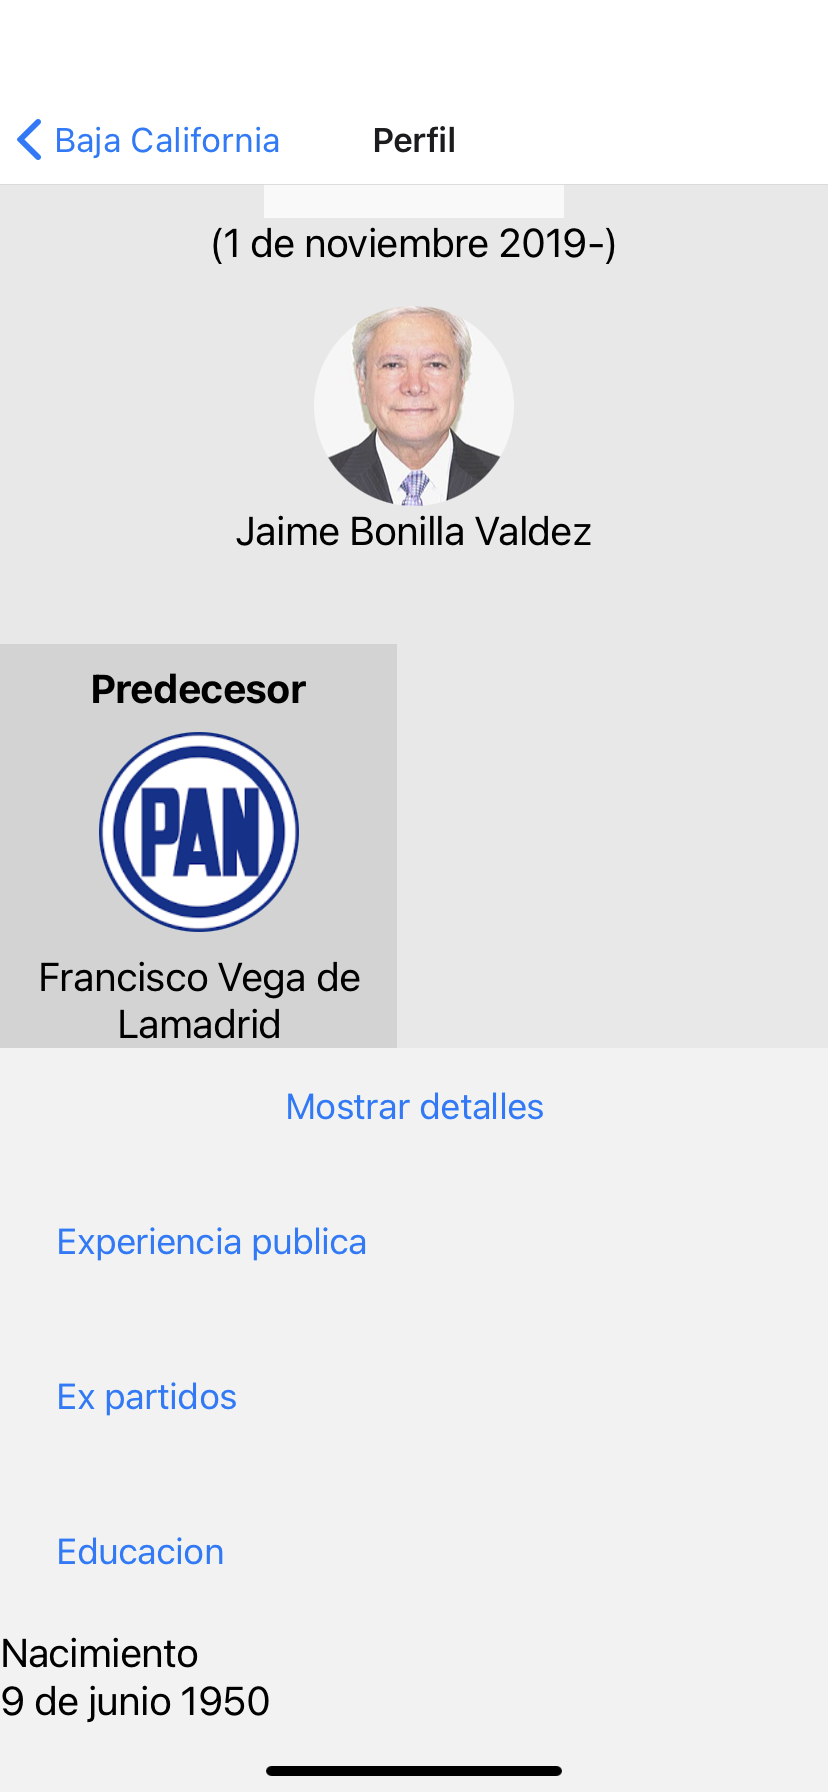 Baja California
Perfil
(1 de noviembre 2019-)
Jaime Bonilla Valdez
Predecesor
PAN
Francisco Vega de
Lamadrid
Mostrar detalles
Experiencia publica
Ex partidos
Educacion
Nacimiento
9 de junio 1950